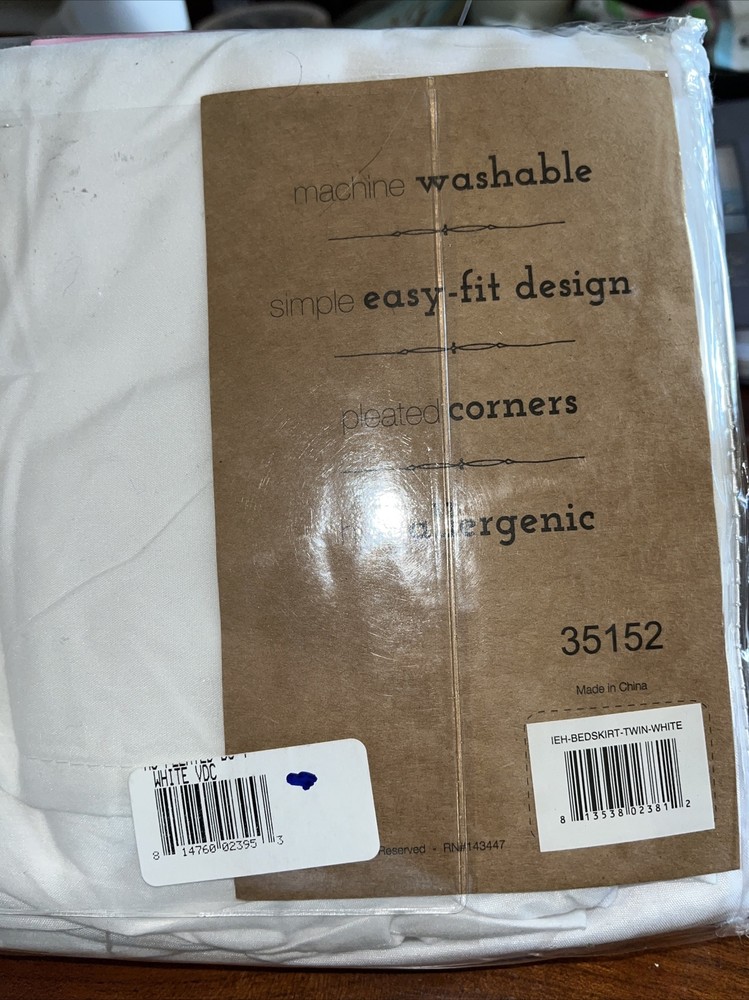 machine washable
simple easy-fit design
pleated corners
allergenic
35152
Made in China
IEH-BEDSKIRT-TWIN-WHITE
8 13538 02381 2
WHITE VDC
8 14760 02395 3
Reserved • RN#143447